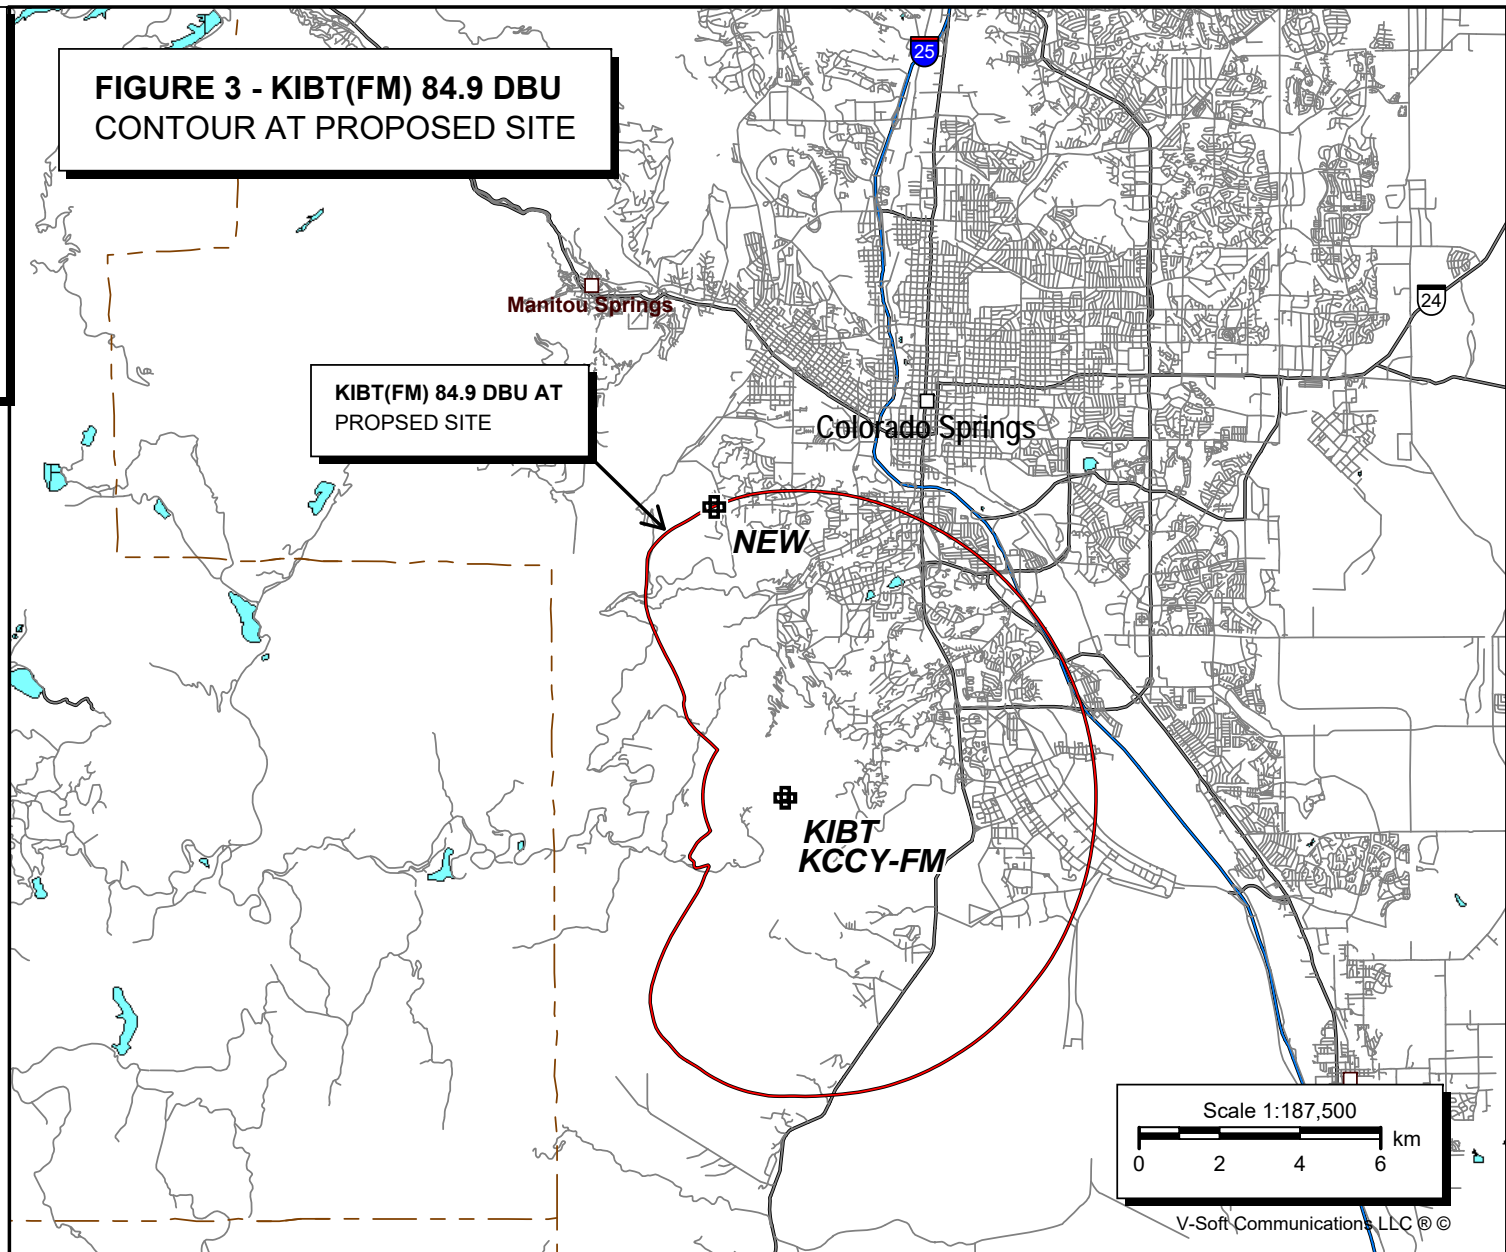 FIGURE 3 - KIBT(FM) 84.9 DBU
CONTOUR AT PROPOSED SITE
25
24
Manitou Springs
KIBT(FM) 84.9 DBU AT
PROPSED SITE
Colorado Springs
NEW
KIBT
KCCY-FM
Scale 1:187,500
km
0 2 4 6
V-Soft Communications LLC ® ©